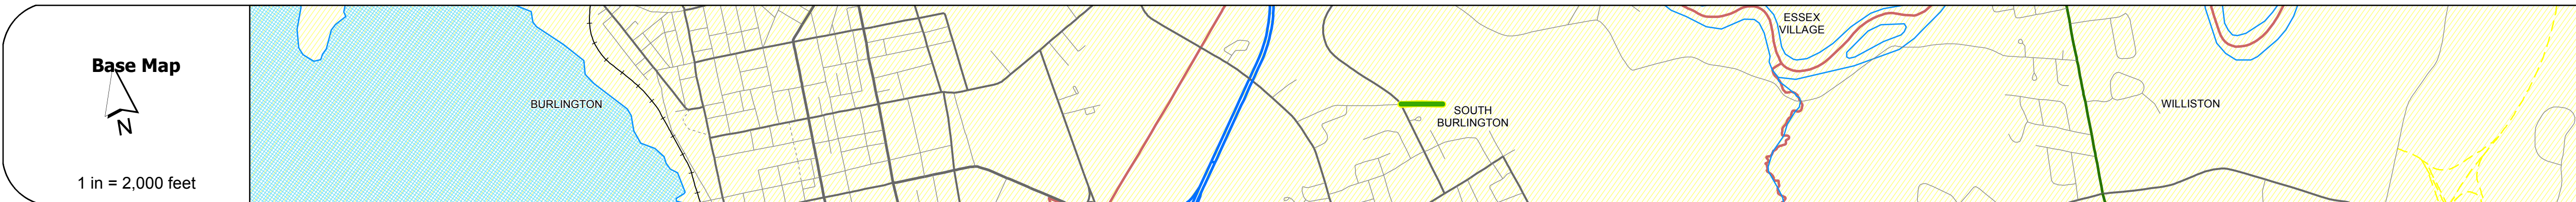 Base Map
N
1 in = 2,000 feet
BURLINGTON
SOUTH
BURLINGTON
ESSEX
VILLAGE
WILLISTON